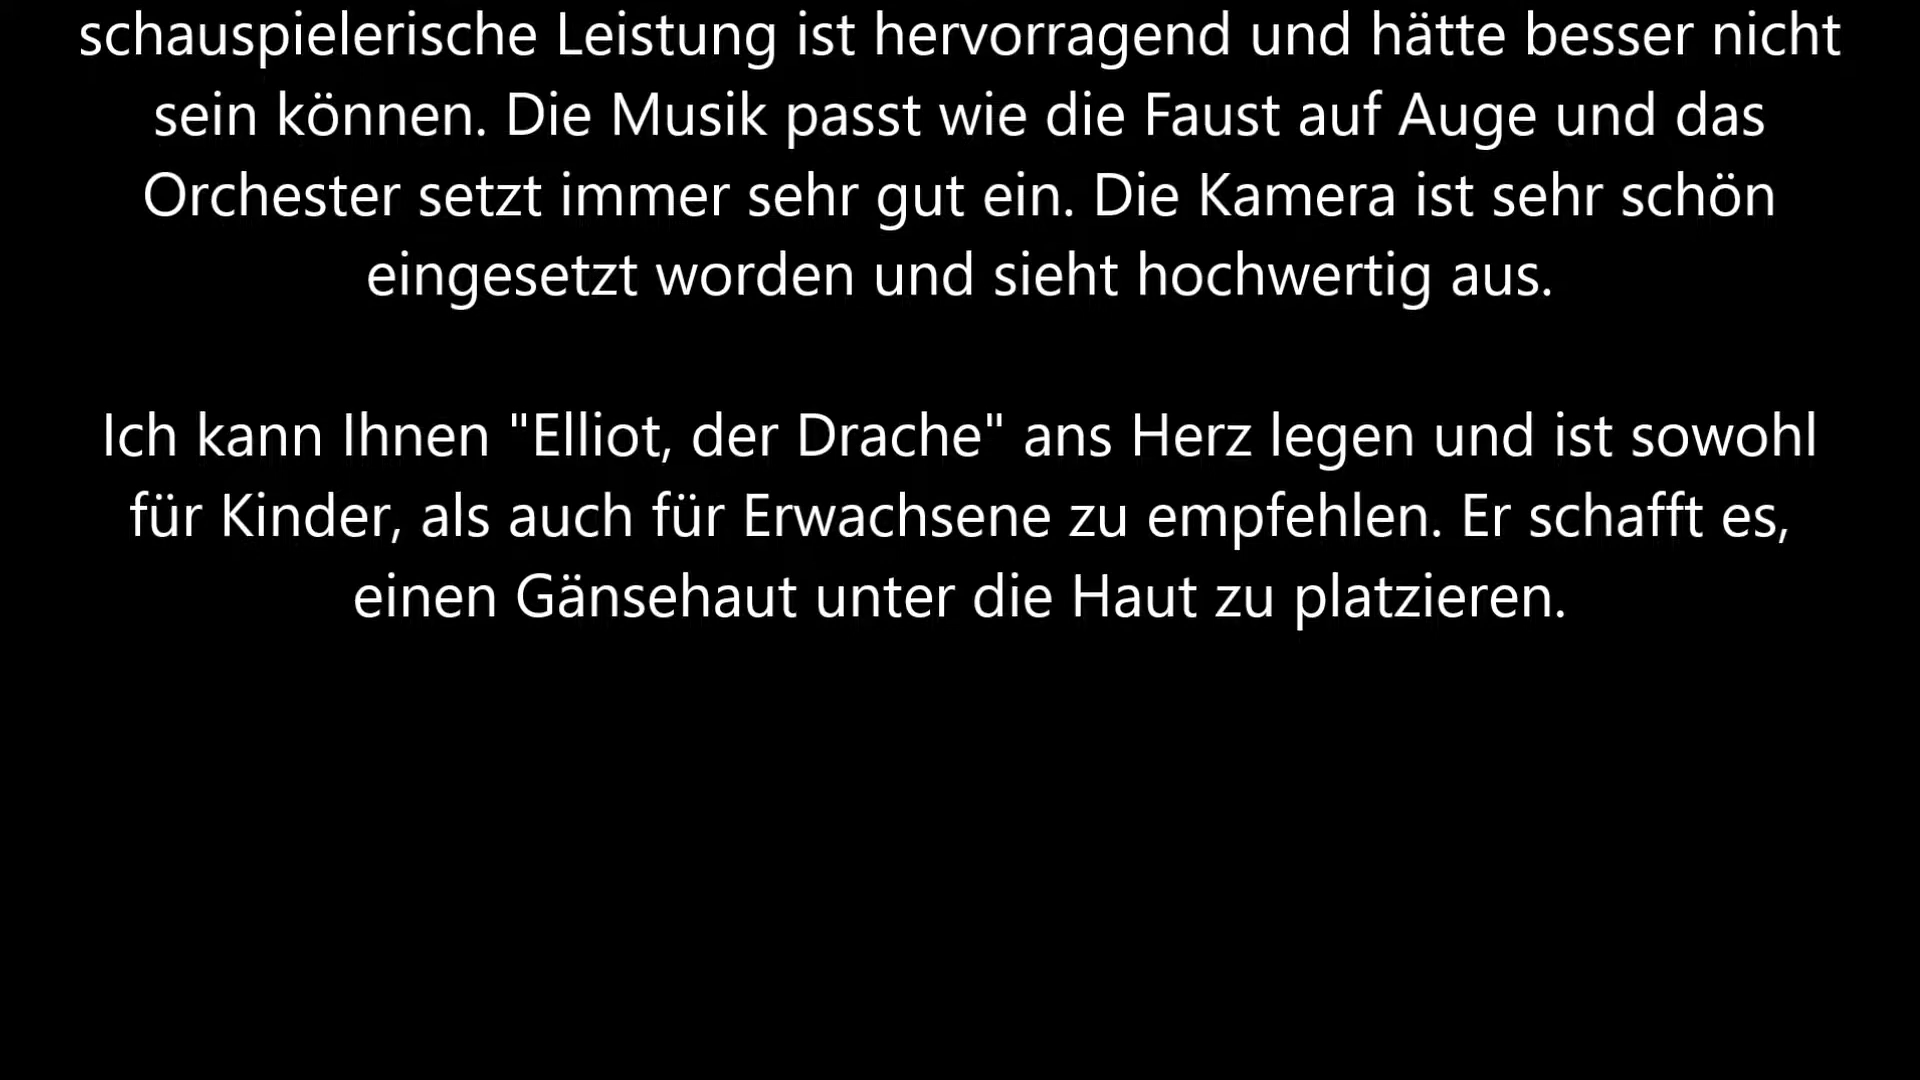 schauspielerische Leistung ist hervorragend und hätte besser nicht
sein können. Die Musik passt wie die Faust auf Auge und das
Orchester setzt immer sehr gut ein. Die Kamera ist sehr schön
eingesetzt worden und sieht hochwertig aus.
Ich kann Ihnen "Elliot, der Drache" ans Herz legen und ist sowohl
für Kinder, als auch für Erwachsene zu empfehlen. Er schafft es,
einen Gänsehaut unter die Haut zu platzieren.